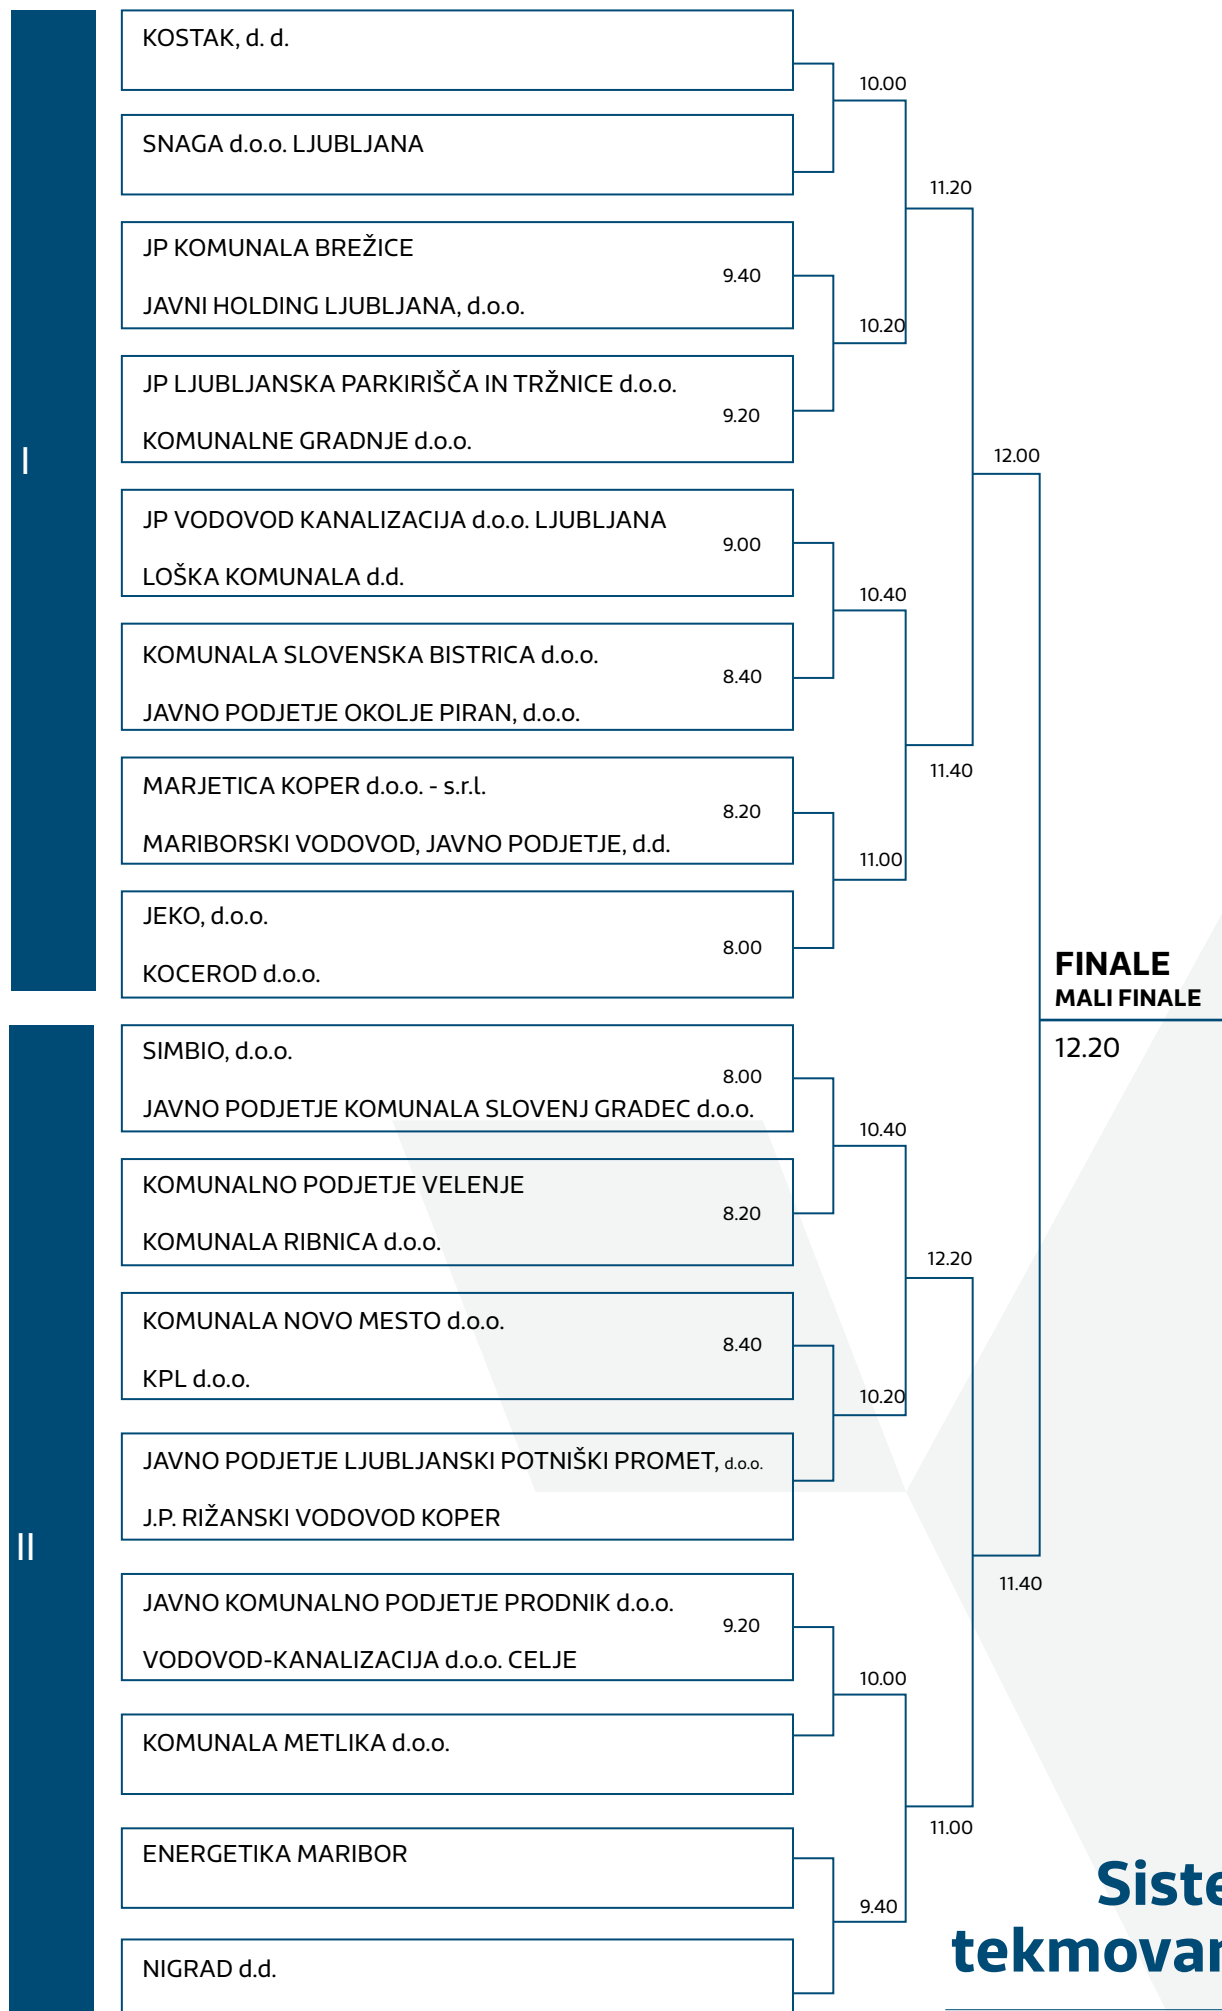 I
KOSTAK, d. d.
10.00
SNAGA d.o.o. LJUBLJANA
11.20
JP KOMUNALA BREŽICE
9.40
JAVNI HOLDING LJUBLJANA, d.o.o.
10.20
JP LJUBLJANSKA PARKIRIŠČA IN TRŽNICE d.o.o.
9.20
KOMUNALNE GRADNJE d.o.o.
12.00
JP VODOVOD KANALIZACIJA d.o.o. LJUBLJANA
9.00
LOŠKA KOMUNALA d.d.
10.40
KOMUNALA SLOVENSKA BISTRICA d.o.o.
8.40
JAVNO PODJETJE OKOLJE PIRAN, d.o.o.
11.40
MARJETICA KOPER d.o.o. - s.r.l.
8.20
MARIBORSKI VODOVOD, JAVNO PODJETJE, d.d.
11.00
JEKO, d.o.o.
8.00
KOCEROD d.o.o.
FINALE
MALI FINALE
12.20
II
SIMBIO, d.o.o.
8.00
JAVNO PODJETJE KOMUNALA SLOVENJ GRADEC d.o.o.
10.40
KOMUNALNO PODJETJE VELENJE
8.20
KOMUNALA RIBNICA d.o.o.
12.20
KOMUNALA NOVO MESTO d.o.o.
8.40
KPL d.o.o.
10.20
JAVNO PODJETJE LJUBLJANSKI POTNIŠKI PROMET, d.o.o.
J.P. RIŽANSKI VODOVOD KOPER
11.40
JAVNO KOMUNALNO PODJETJE PRODNIK d.o.o.
9.20
VODOVOD-KANALIZACIJA d.o.o. CELJE
10.00
KOMUNALA METLIKA d.o.o.
11.00
ENERGETIKA MARIBOR
9.40
NIGRAD d.d.
Siste
tekmovan